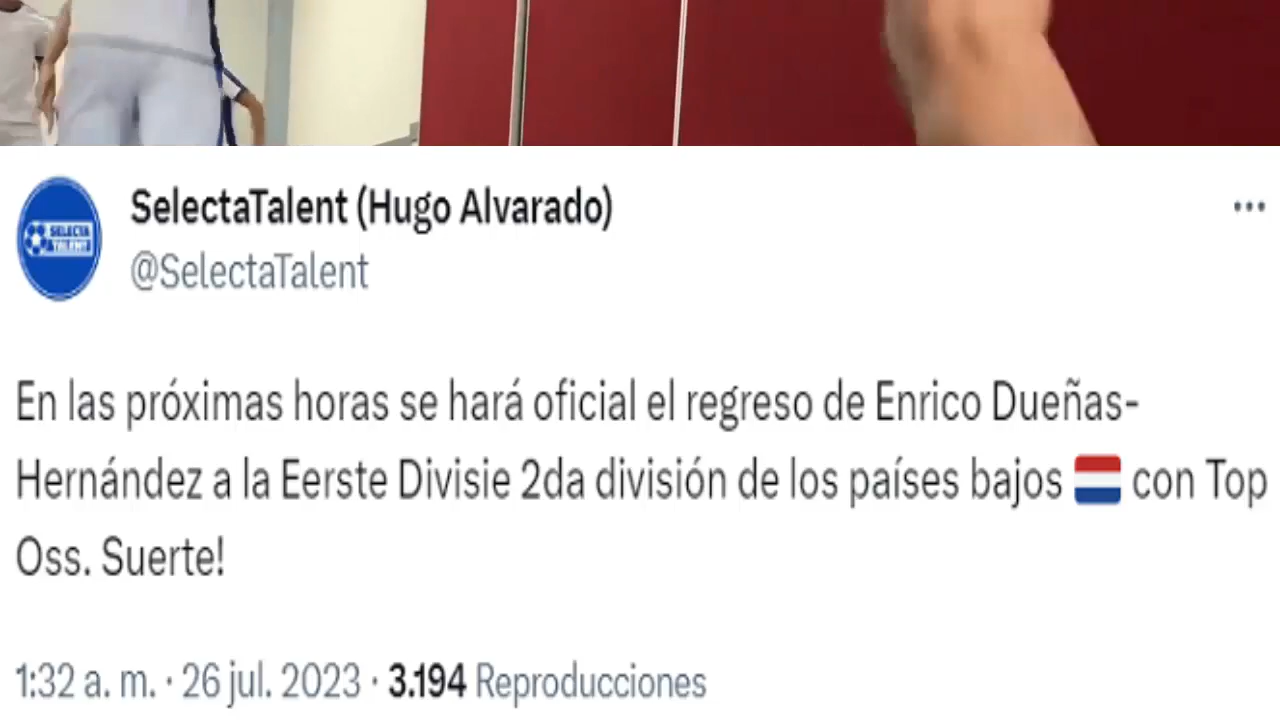 SelectaTalent (Hugo Alvarado)
SELECTA
TALENT
@SelectaTalent
En las próximas horas se hará oficial el regreso de Enrico Dueñas-
Hernández a la Eerste Divisie 2da división de los países bajos 🇳🇱 con Top
Oss. Suerte!
1:32 a. m. · 26 jul. 2023 · 3.194 Reproducciones